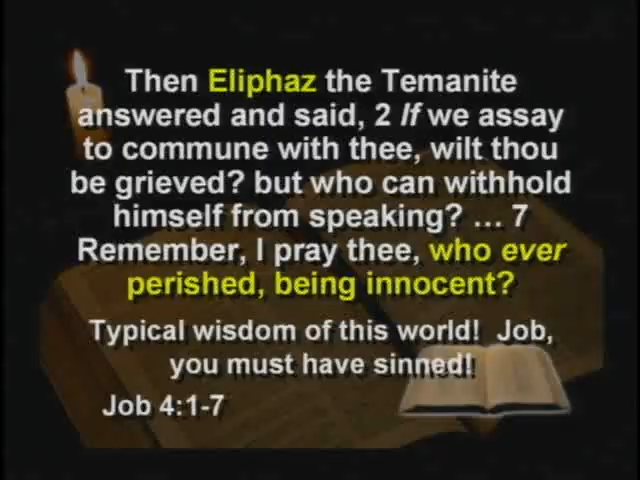 Then Eliphaz the Temanite
answered and said, 2 If we assay
to commune with thee, wilt thou
be grieved? but who can withhold
himself from speaking? … 7
Remember, I pray thee, who ever
perished, being innocent?
Typical wisdom of this world! Job,
you must have sinned!
Job 4:1-7